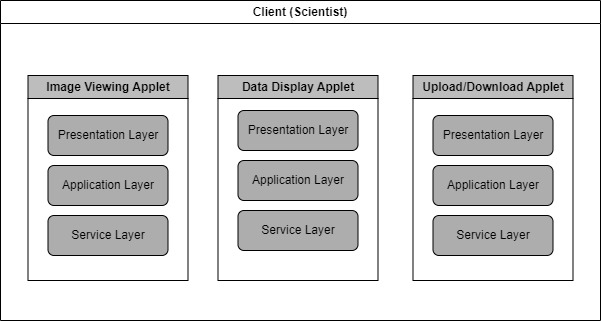 Client (Scientist)
Image Viewing Applet
Presentation Layer
Application Layer
Service Layer
Data Display Applet
Presentation Layer
Application Layer
Service Layer
Upload/Download Applet
Presentation Layer
Application Layer
Service Layer